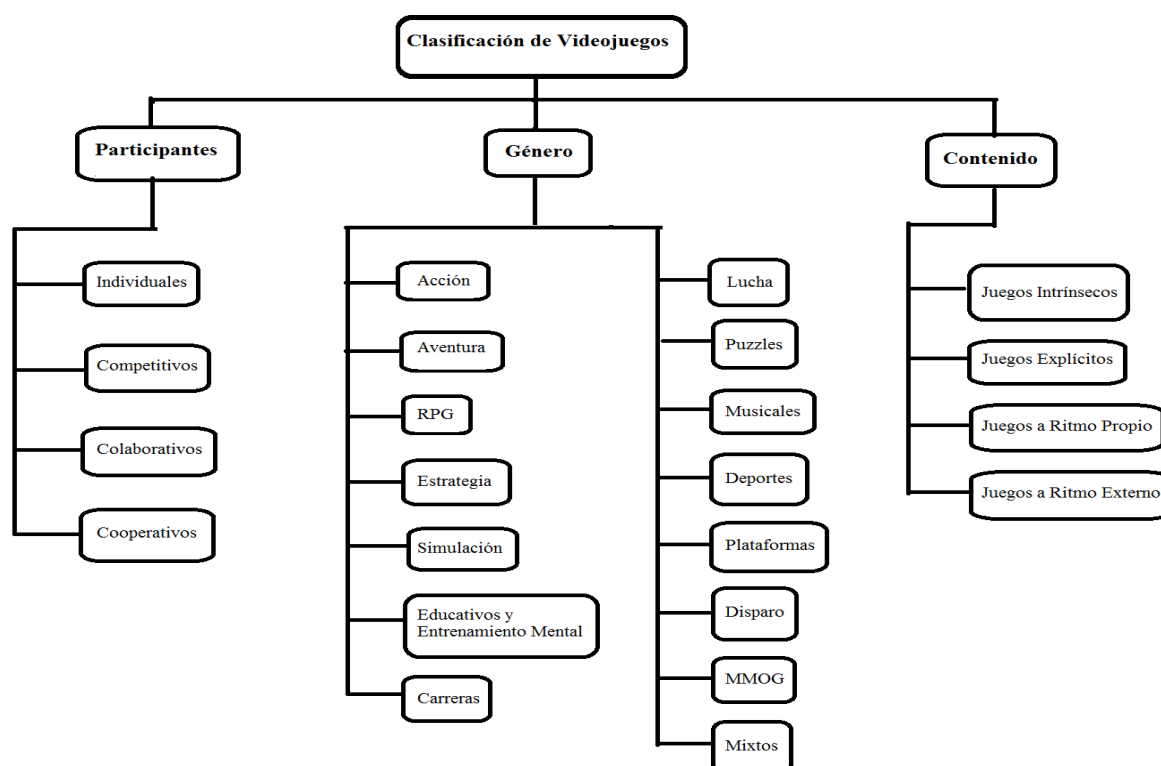 Clasificación de Videojuegos
Participantes
Género
Contenido
Individuales
Competitivos
Colaborativos
Cooperativos
Acción
Aventura
RPG
Estrategia
Simulación
Educativos y
Entrenamiento Mental
Carreras
Lucha
Puzzles
Musicales
Deportes
Plataformas
Disparo
MMOG
Mixtos
Juegos Intrínsecos
Juegos Explícitos
Juegos a Ritmo Propio
Juegos a Ritmo Externo